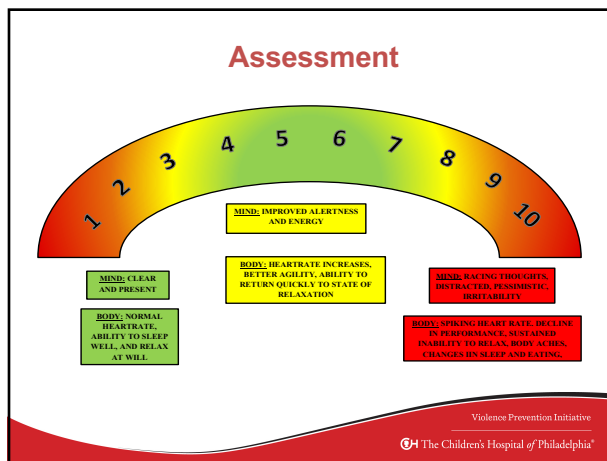 Assessment
1 2 3 4 5 6 7 8 9 10
MIND: IMPROVED ALERTNESS
AND ENERGY
MIND: CLEAR
AND PRESENT
BODY: HEARTRATE INCREASES,
BETTER AGILITY, ABILITY TO
RETURN QUICKLY TO STATE OF
RELAXATION
MIND: RACING THOUGHTS,
DISTRACTED, PESSIMISTIC,
IRRITABILITY
BODY: NORMAL
HEARTRATE,
ABILITY TO SLEEP
WELL, AND RELAX
AT WILL
BODY: SPIKING HEART RATE, DECLINE
IN PERFORMANCE, SUSTAINED
INABILITY TO RELAX, BODY ACHES,
CHANGES IIN SLEEP AND EATING,
Violence Prevention Initiative
CH The Children's Hospital of Philadelphia®